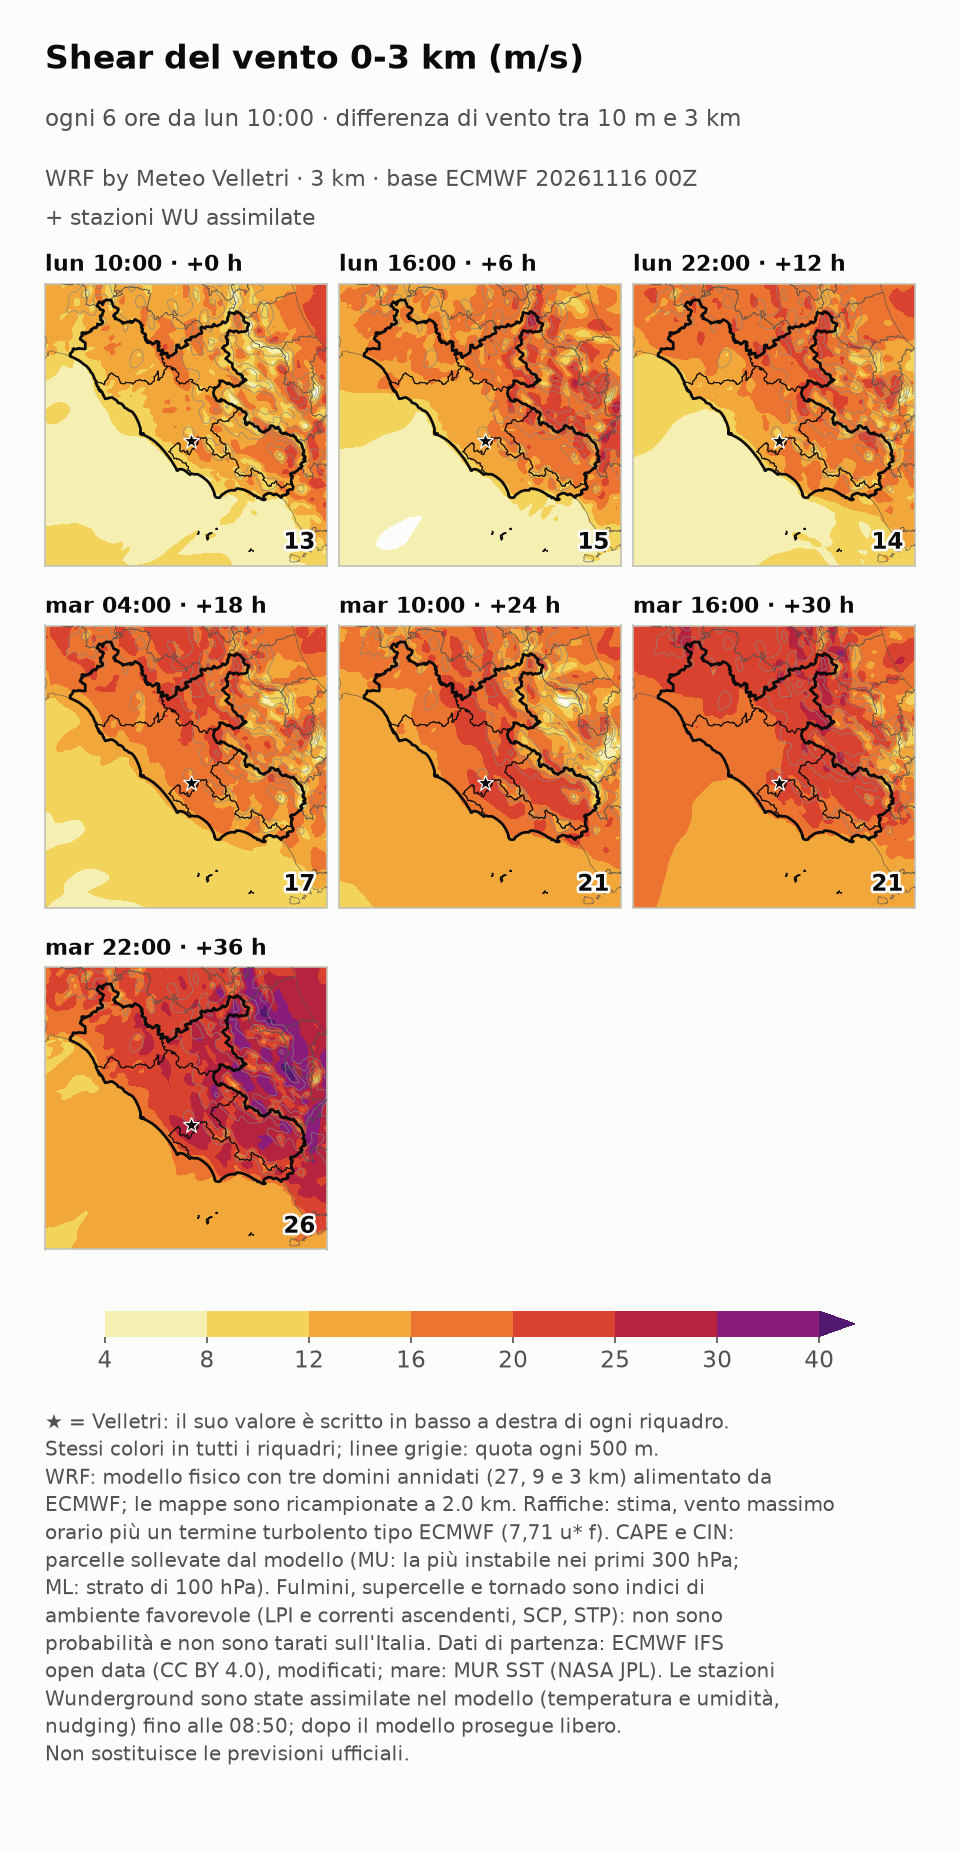 Shear del vento 0-3 km (m/s)
ogni 6 ore da lun 10:00 · differenza di vento tra 10 m e 3 km
WRF by Meteo Velletri · 3 km · base ECMWF 20261116 00Z
+ stazioni WU assimilate
lun 10:00 · +0 h
lun 16:00 · +6 h
lun 22:00 · +12 h
13
15
14
mar 04:00 · +18 h
mar 10:00 · +24 h
mar 16:00 · +30 h
17
21
21
mar 22:00 · +36 h
26
4 8 12 16 20 25 30 40
★ = Velletri: il suo valore è scritto in basso a destra di ogni riquadro.
Stessi colori in tutti i riquadri; linee grigie: quota ogni 500 m.
WRF: modello fisico con tre domini annidati (27, 9 e 3 km) alimentato da
ECMWF; le mappe sono ricampionate a 2.0 km. Raffiche: stima, vento massimo
orario più un termine turbolento tipo ECMWF (7,71 u* f). CAPE e CIN:
parcelle sollevate dal modello (MU: la più instabile nei primi 300 hPa;
ML: strato di 100 hPa). Fulmini, supercelle e tornado sono indici di
ambiente favorevole (LPI e correnti ascendenti, SCP, STP): non sono
probabilità e non sono tarati sull'Italia. Dati di partenza: ECMWF IFS
open data (CC BY 4.0), modificati; mare: MUR SST (NASA JPL). Le stazioni
Wunderground sono state assimilate nel modello (temperatura e umidità,
nudging) fino alle 08:50; dopo il modello prosegue libero.
Non sostituisce le previsioni ufficiali.